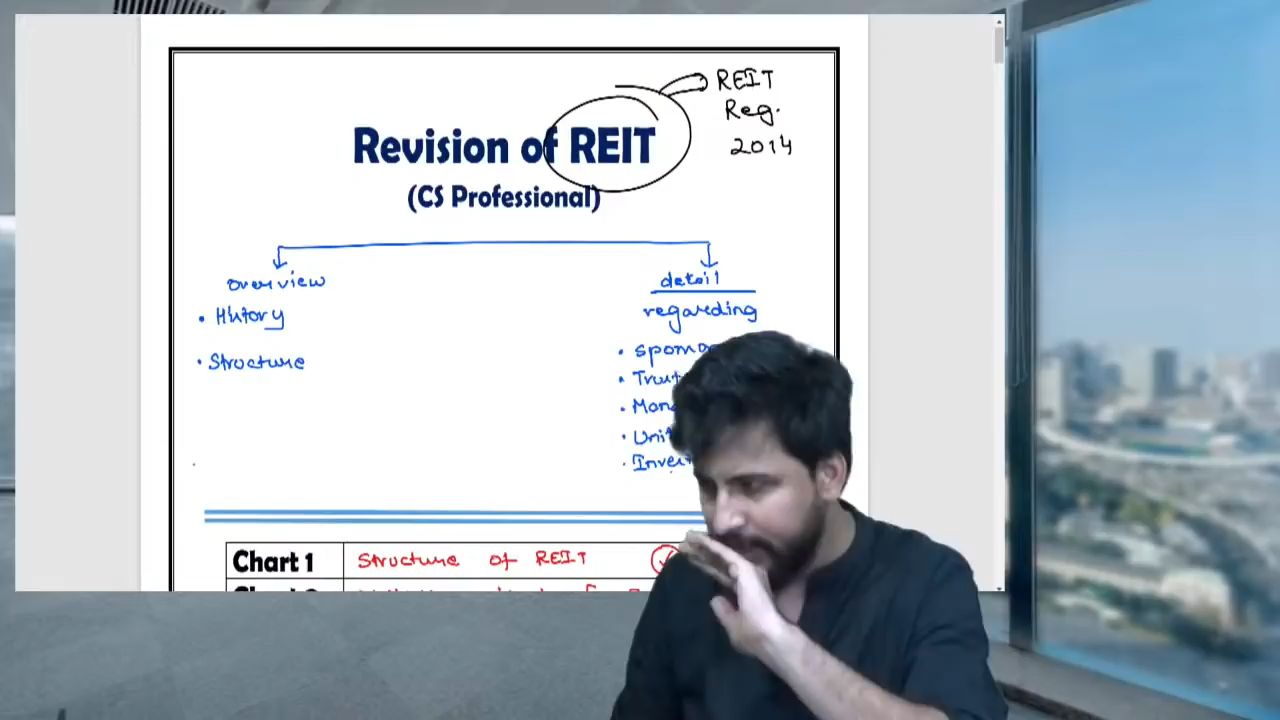 REIT
Reg.
2014
Revision of REIT
(CS Professional)
overview
detail
regarding
• History
• Structure
Chart 1
Structure of REIT